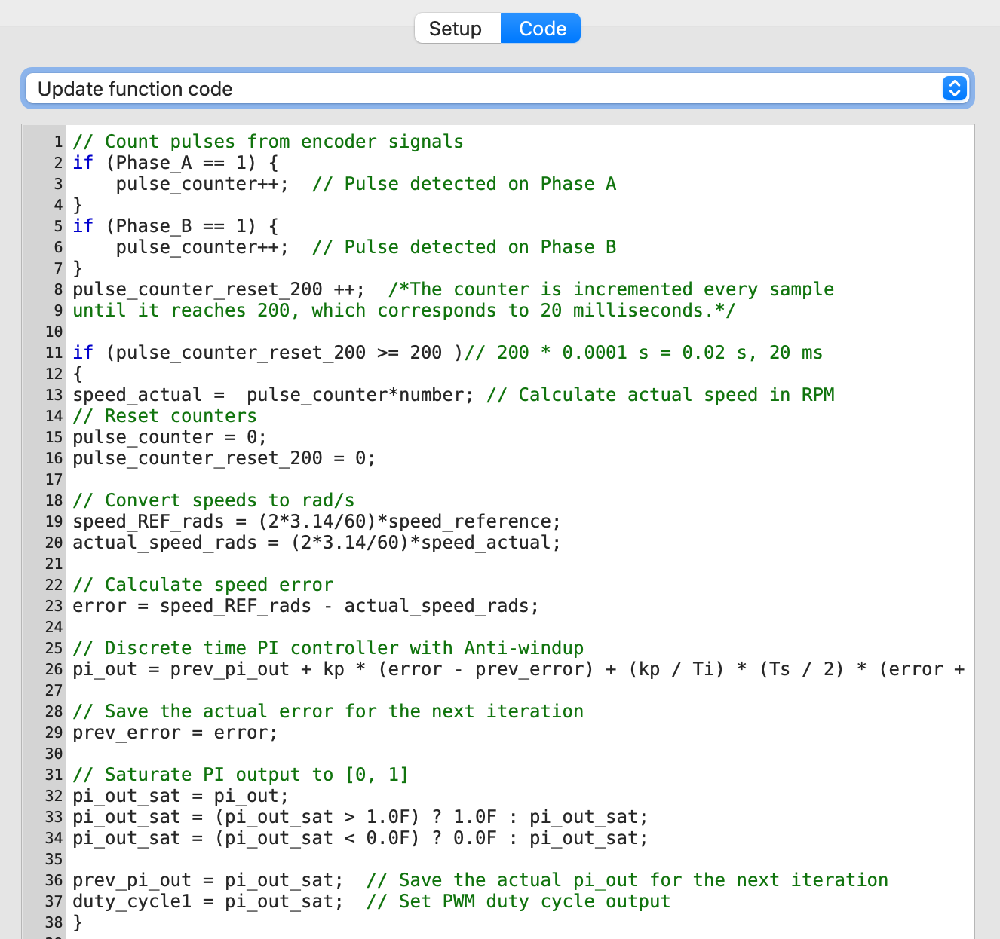 Setup Code
Update function code
1 // Count pulses from encoder signals
2 if (Phase_A == 1) {
3     pulse_counter++;  // Pulse detected on Phase A
4 }
5 if (Phase_B == 1) {
6     pulse_counter++;  // Pulse detected on Phase B
7 }
8 pulse_counter_reset_200 ++;  /*The counter is incremented every sample
9 until it reaches 200, which corresponds to 20 milliseconds.*/
10
11 if (pulse_counter_reset_200 >= 200 )// 200 * 0.0001 s = 0.02 s, 20 ms
12 {
13 speed_actual =  pulse_counter*number; // Calculate actual speed in RPM
14 // Reset counters
15 pulse_counter = 0;
16 pulse_counter_reset_200 = 0;
17
18 // Convert speeds to rad/s
19 speed_REF_rads = (2*3.14/60)*speed_reference;
20 actual_speed_rads = (2*3.14/60)*speed_actual;
21
22 // Calculate speed error
23 error = speed_REF_rads - actual_speed_rads;
24
25 // Discrete time PI controller with Anti-windup
26 pi_out = prev_pi_out + kp * (error - prev_error) + (kp / Ti) * (Ts / 2) * (error +
27
28 // Save the actual error for the next iteration
29 prev_error = error;
30
31 // Saturate PI output to [0, 1]
32 pi_out_sat = pi_out;
33 pi_out_sat = (pi_out_sat > 1.0F) ? 1.0F : pi_out_sat;
34 pi_out_sat = (pi_out_sat < 0.0F) ? 0.0F : pi_out_sat;
35
36 prev_pi_out = pi_out_sat;  // Save the actual pi_out for the next iteration
37 duty_cycle1 = pi_out_sat;  // Set PWM duty cycle output
38 }